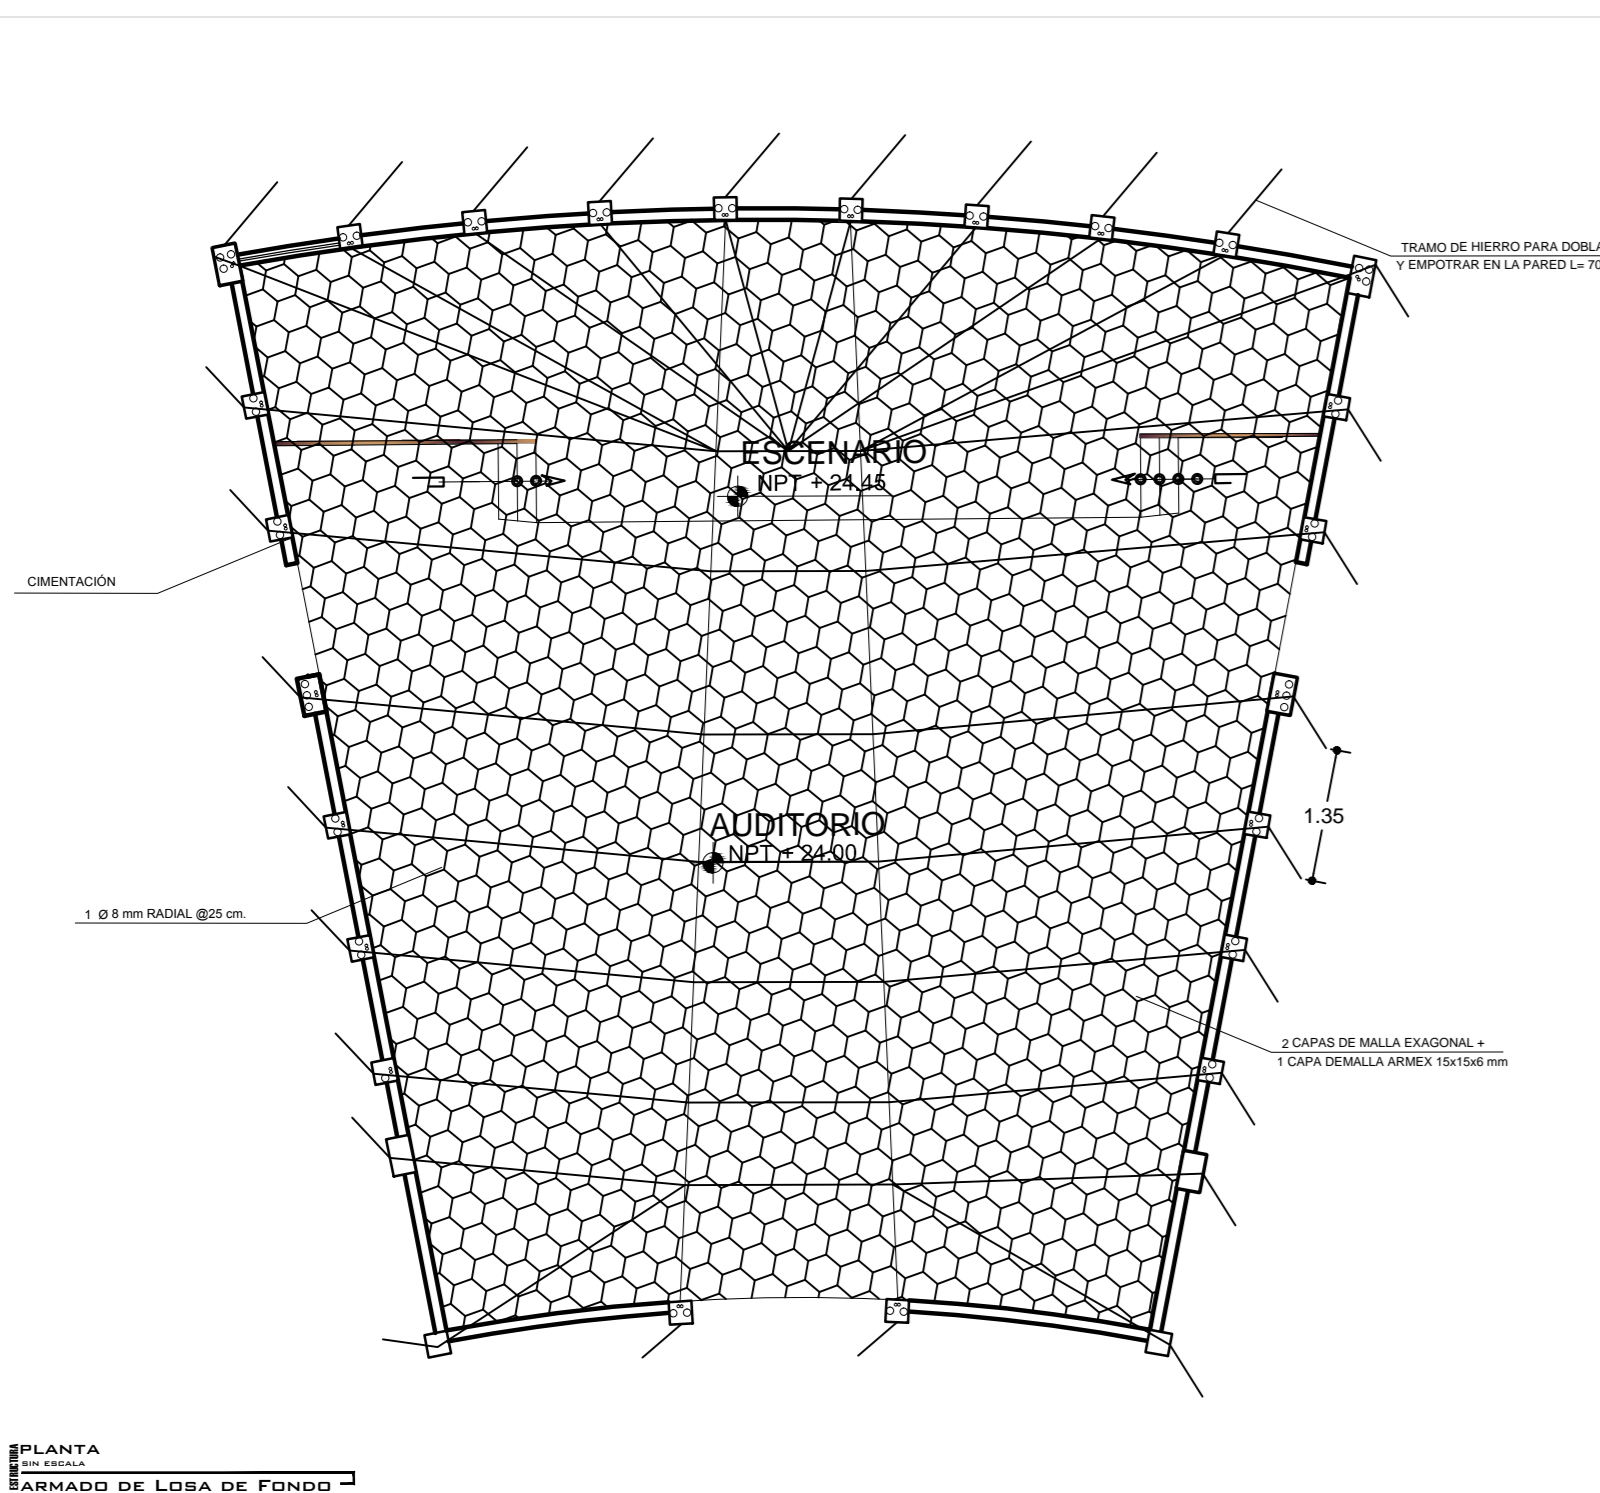 TRAMO DE HIERRO PARA DOBLA
Y EMPOTRAR EN LA PARED L= 70
ESCENARIO
NPT + 24.45
CIMENTACIÓN
1.35
AUDITORIO
NPT + 24.00
1 Ø 8 mm RADIAL @25 cm.
2 CAPAS DE MALLA EXAGONAL +
1 CAPA DEMALLA ARMEX 15x15x6 mm
PLANTA
SIN ESCALA
ESTRUCTURA
ARMADO DE LOSA DE FONDO